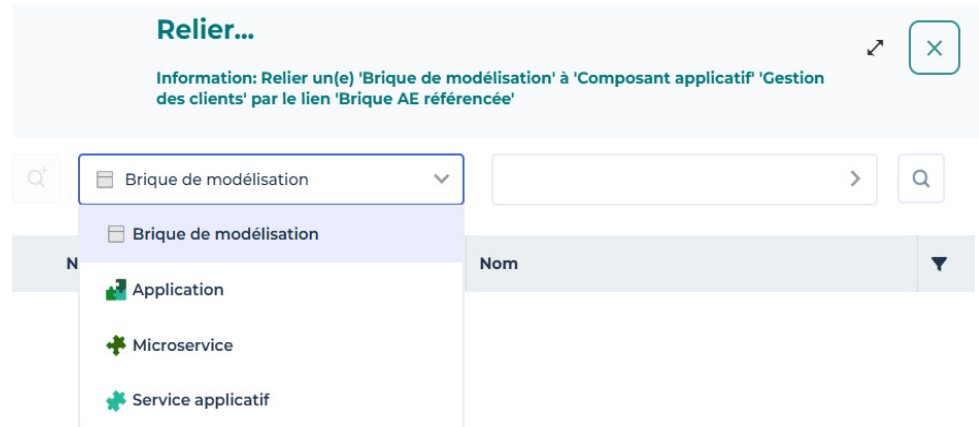 Relier...
Information: Relier un(e) 'Brique de modélisation' à 'Composant applicatif' 'Gestion
des clients' par le lien 'Brique AE référencée'
Brique de modélisation
Brique de modélisation
N
Nom
Application
Microservice
Service applicatif